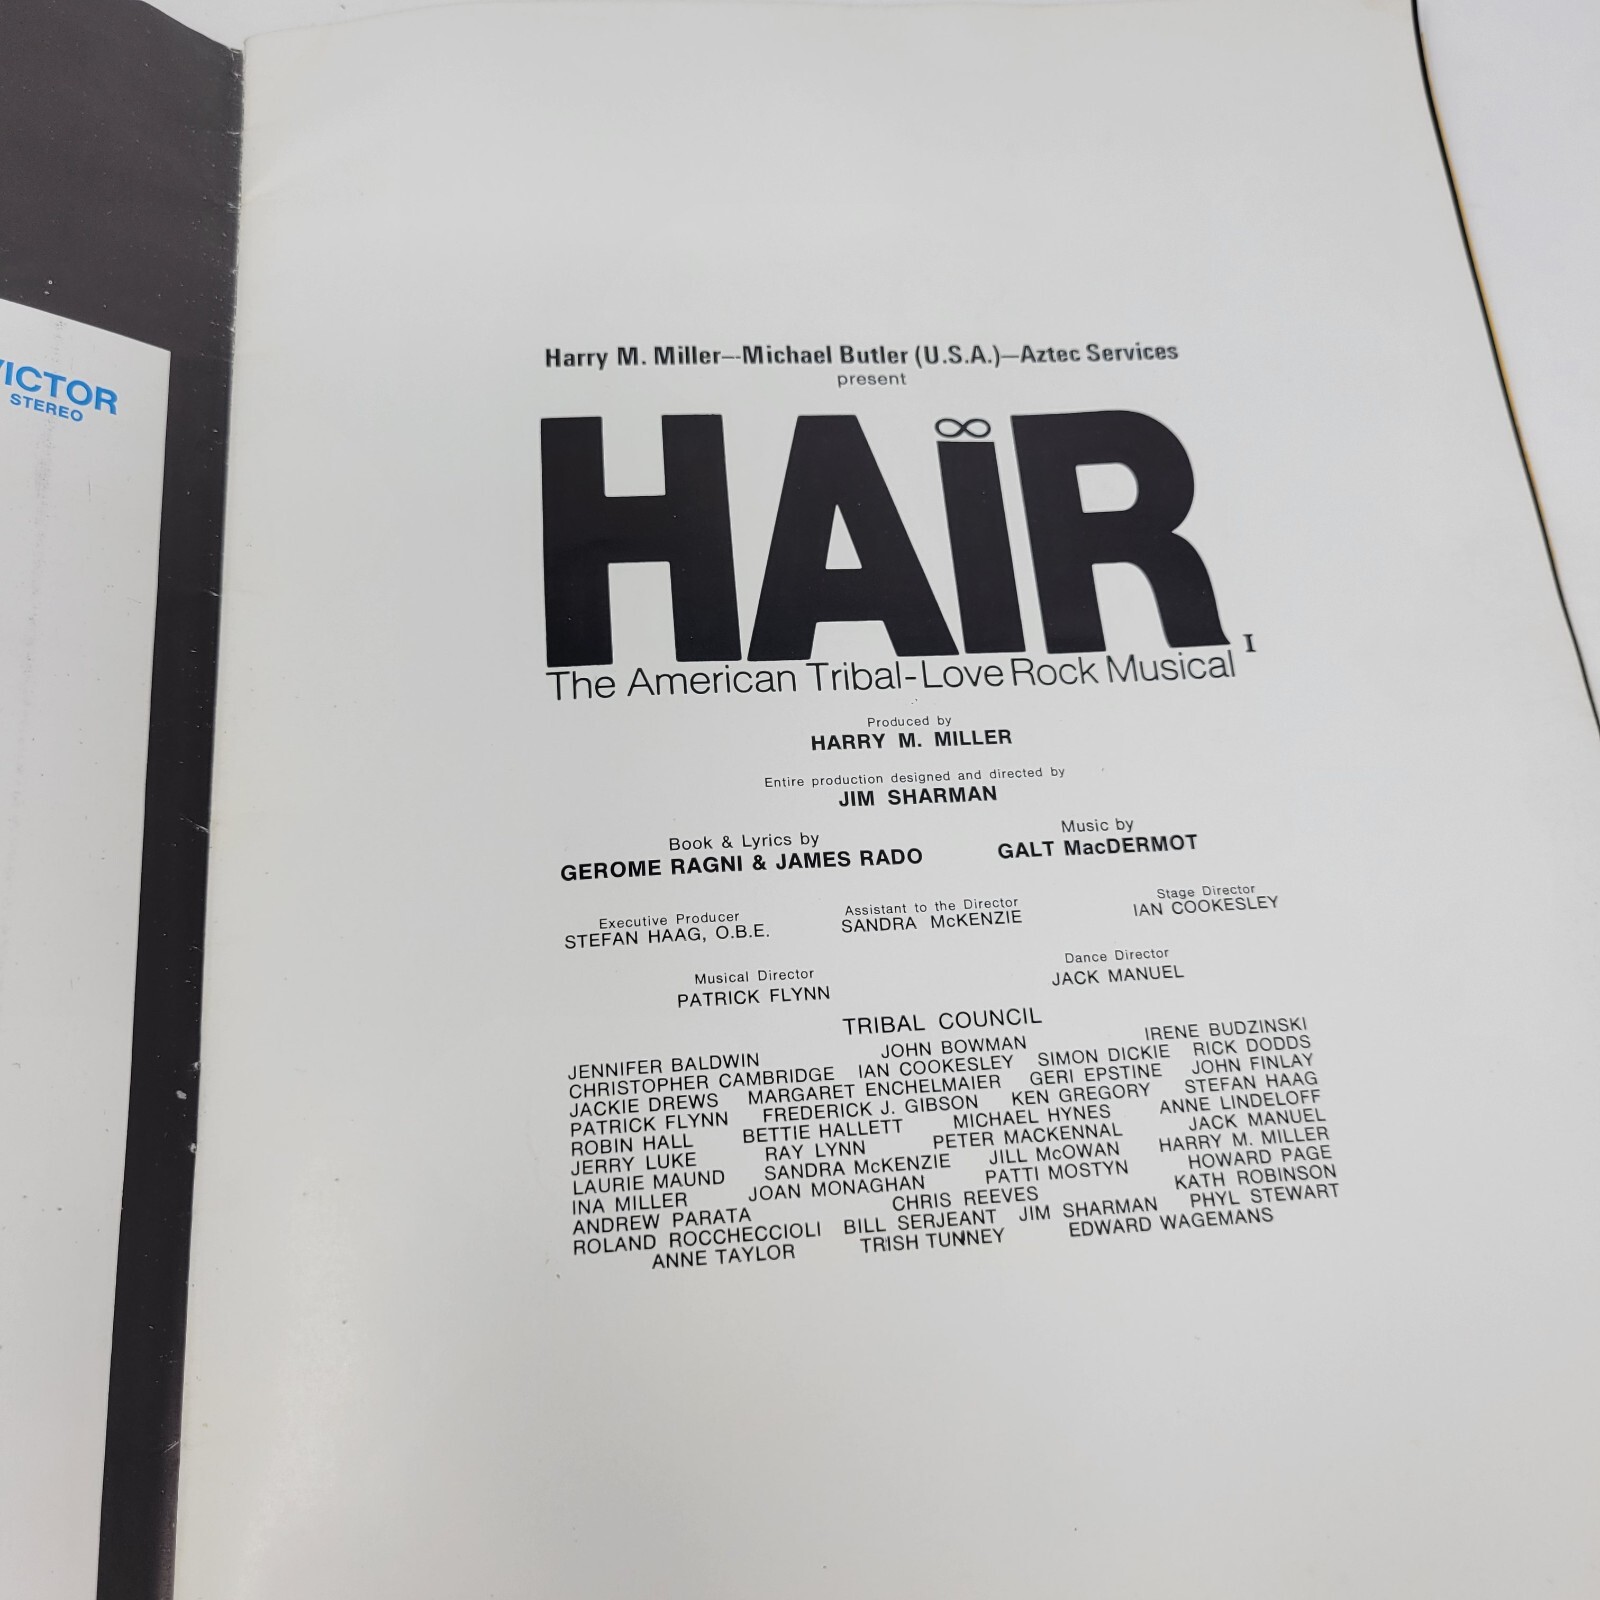 VICTOR
STEREO
Harry M. Miller—Michael Butler (U.S.A.)—Aztec Services
present
HAIR
I
The American Tribal-Love Rock Musical
Produced by
HARRY M. MILLER
Entire production designed and directed by
JIM SHARMAN
Book & Lyrics by
GEROME RAGNI & JAMES RADO
Music by
GALT MacDERMOT
Executive Producer
STEFAN HAAG, O.B.E.
Assistant to the Director
SANDRA McKENZIE
Stage Director
IAN COOKESLEY
Musical Director
PATRICK FLYNN
Dance Director
JACK MANUEL
TRIBAL COUNCIL
JENNIFER BALDWIN JOHN BOWMAN IRENE BUDZINSKI
CHRISTOPHER CAMBRIDGE IAN COOKESLEY SIMON DICKIE RICK DODDS
JACKIE DREWS MARGARET ENCHELMAIER GERI EPSTINE JOHN FINLAY
PATRICK FLYNN FREDERICK J. GIBSON KEN GREGORY STEFAN HAAG
ROBIN HALL BETTIE HALLETT MICHAEL HYNES ANNE LINDELOFF
JERRY LUKE RAY LYNN PETER MACKENNAL JACK MANUEL
LAURIE MAUND SANDRA McKENZIE JILL McOWAN HARRY M. MILLER
INA MILLER JOAN MONAGHAN PATTI MOSTYN HOWARD PAGE
ANDREW PARATA CHRIS REEVES KATH ROBINSON
ROLAND ROCCHECCIOLI BILL SERJEANT JIM SHARMAN PHYL STEWART
ANNE TAYLOR TRISH TUNNEY EDWARD WAGEMANS